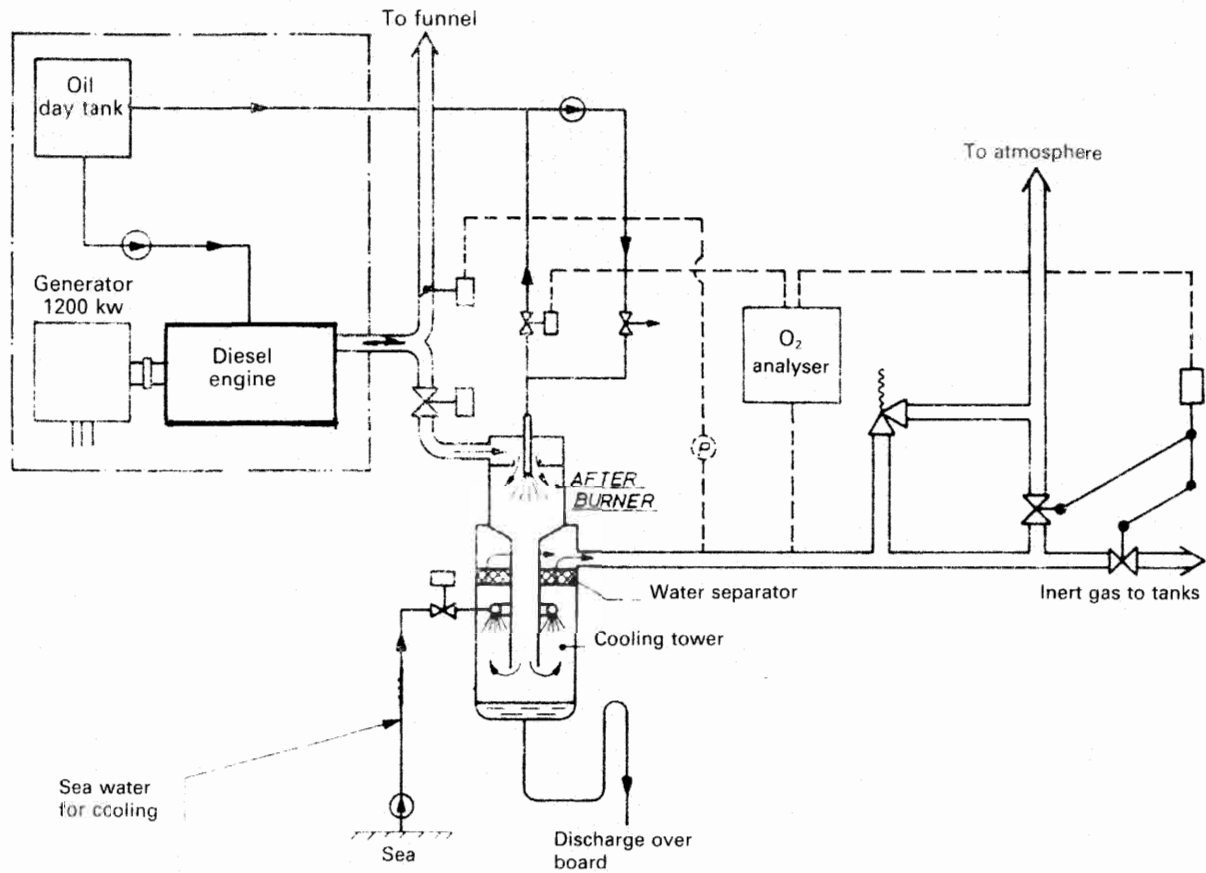 To funnel
Oil
day tank
To atmosphere
Generator
1200 kw
Diesel
engine
O₂
analyser
P
AFTER
BURNER
Water separator
Inert gas to tanks
Cooling tower
Sea water
for cooling
Sea
Discharge over
board